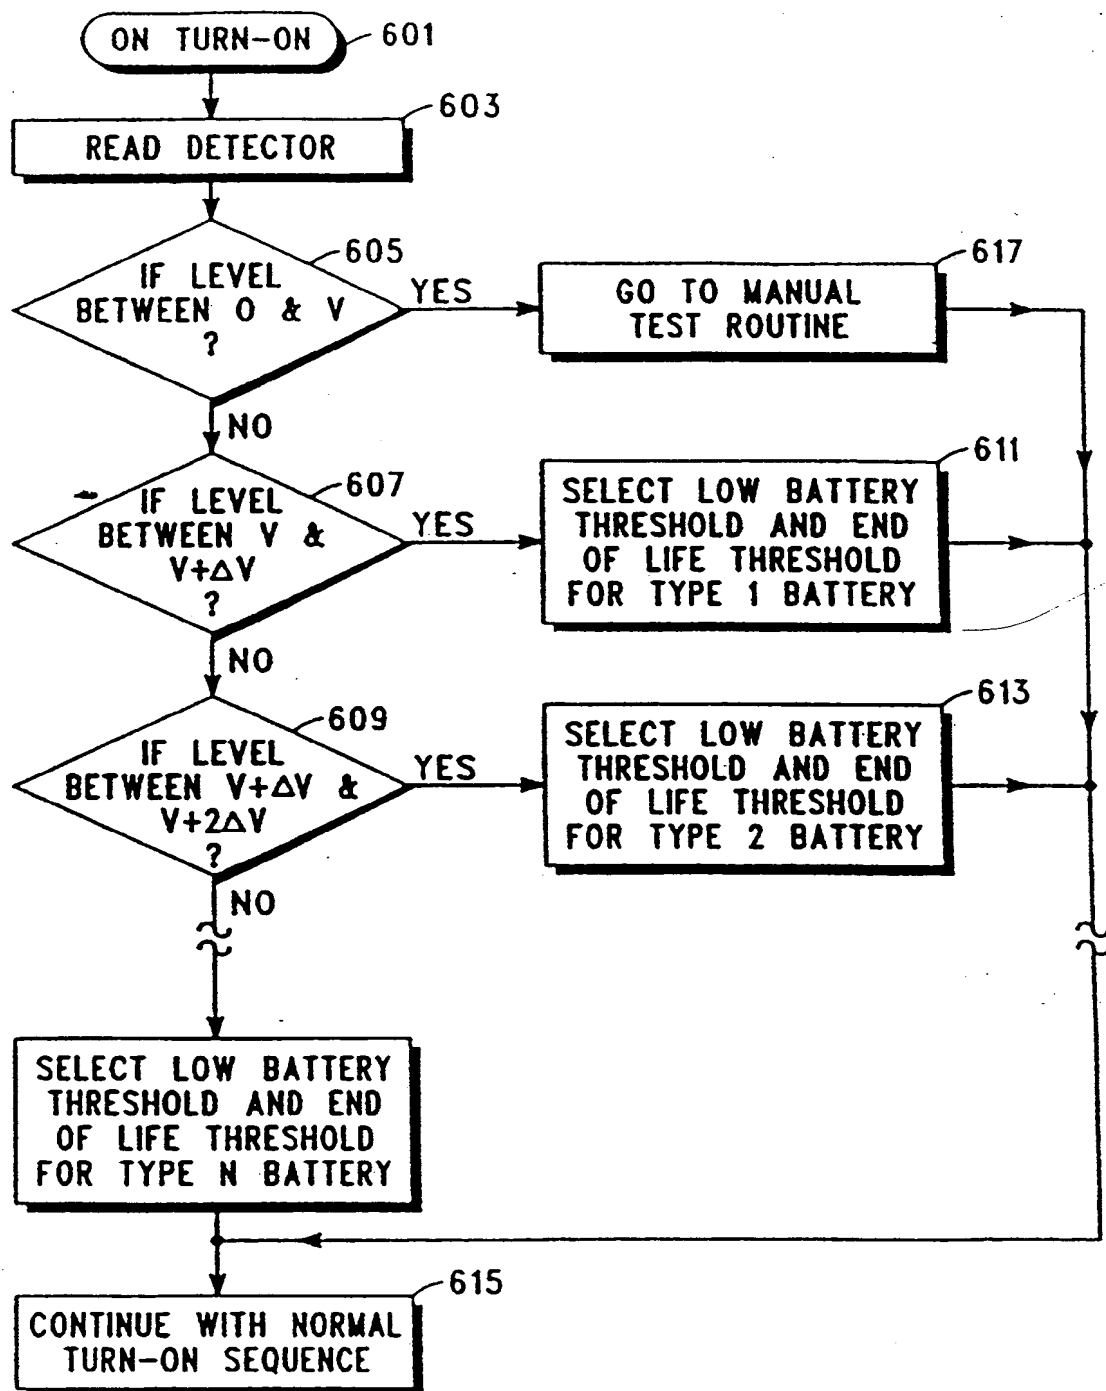 ON TURN-ON
601
603
READ DETECTOR
605
IF LEVEL
BETWEEN 0 & V
?
YES
617
GO TO MANUAL
TEST ROUTINE
NO
607
IF LEVEL
BETWEEN V &
V+△V
?
YES
611
SELECT LOW BATTERY
THRESHOLD AND END
OF LIFE THRESHOLD
FOR TYPE 1 BATTERY
NO
609
IF LEVEL
BETWEEN V+△V &
V+2△V
?
YES
613
SELECT LOW BATTERY
THRESHOLD AND END
OF LIFE THRESHOLD
FOR TYPE 2 BATTERY
NO
SELECT LOW BATTERY
THRESHOLD AND END
OF LIFE THRESHOLD
FOR TYPE N BATTERY
615
CONTINUE WITH NORMAL
TURN-ON SEQUENCE